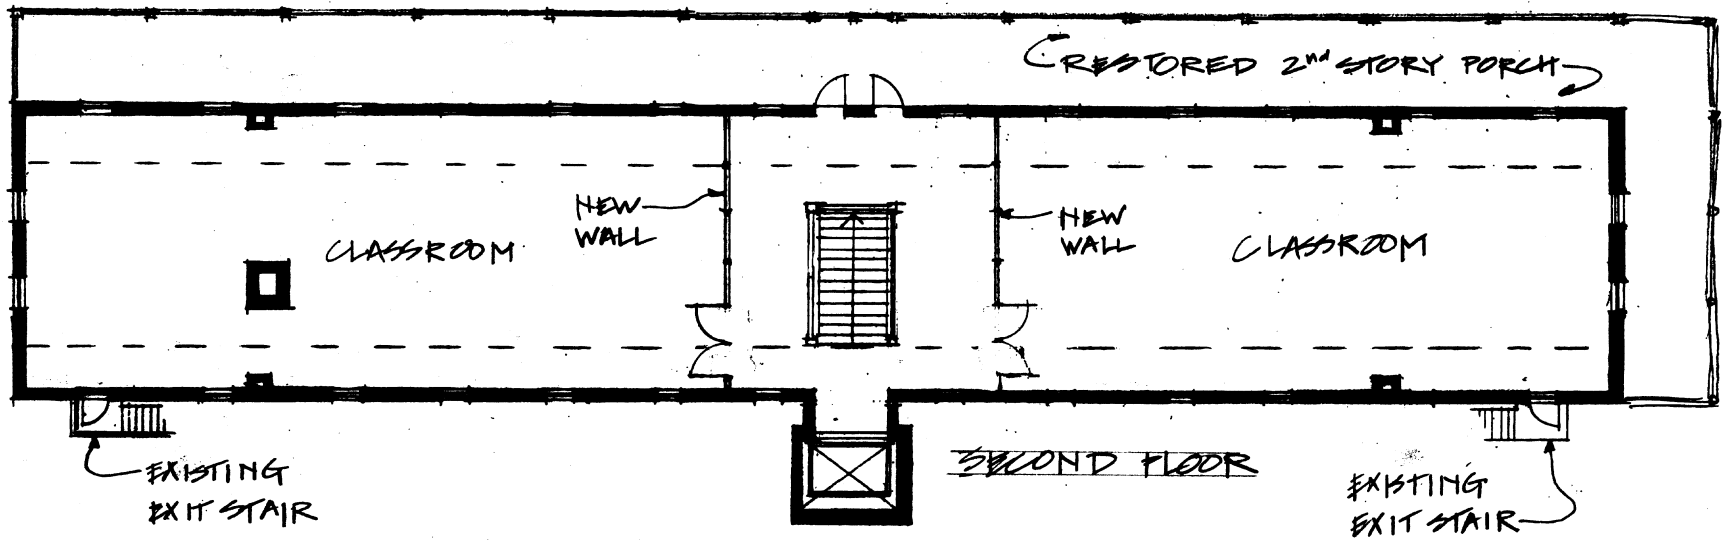 RESTORED 2nd STORY PORCH
NEW
WALL
CLASSROOM
NEW
WALL
CLASSROOM
EXISTING
EXIT STAIR
SECOND FLOOR
EXISTING
EXIT STAIR